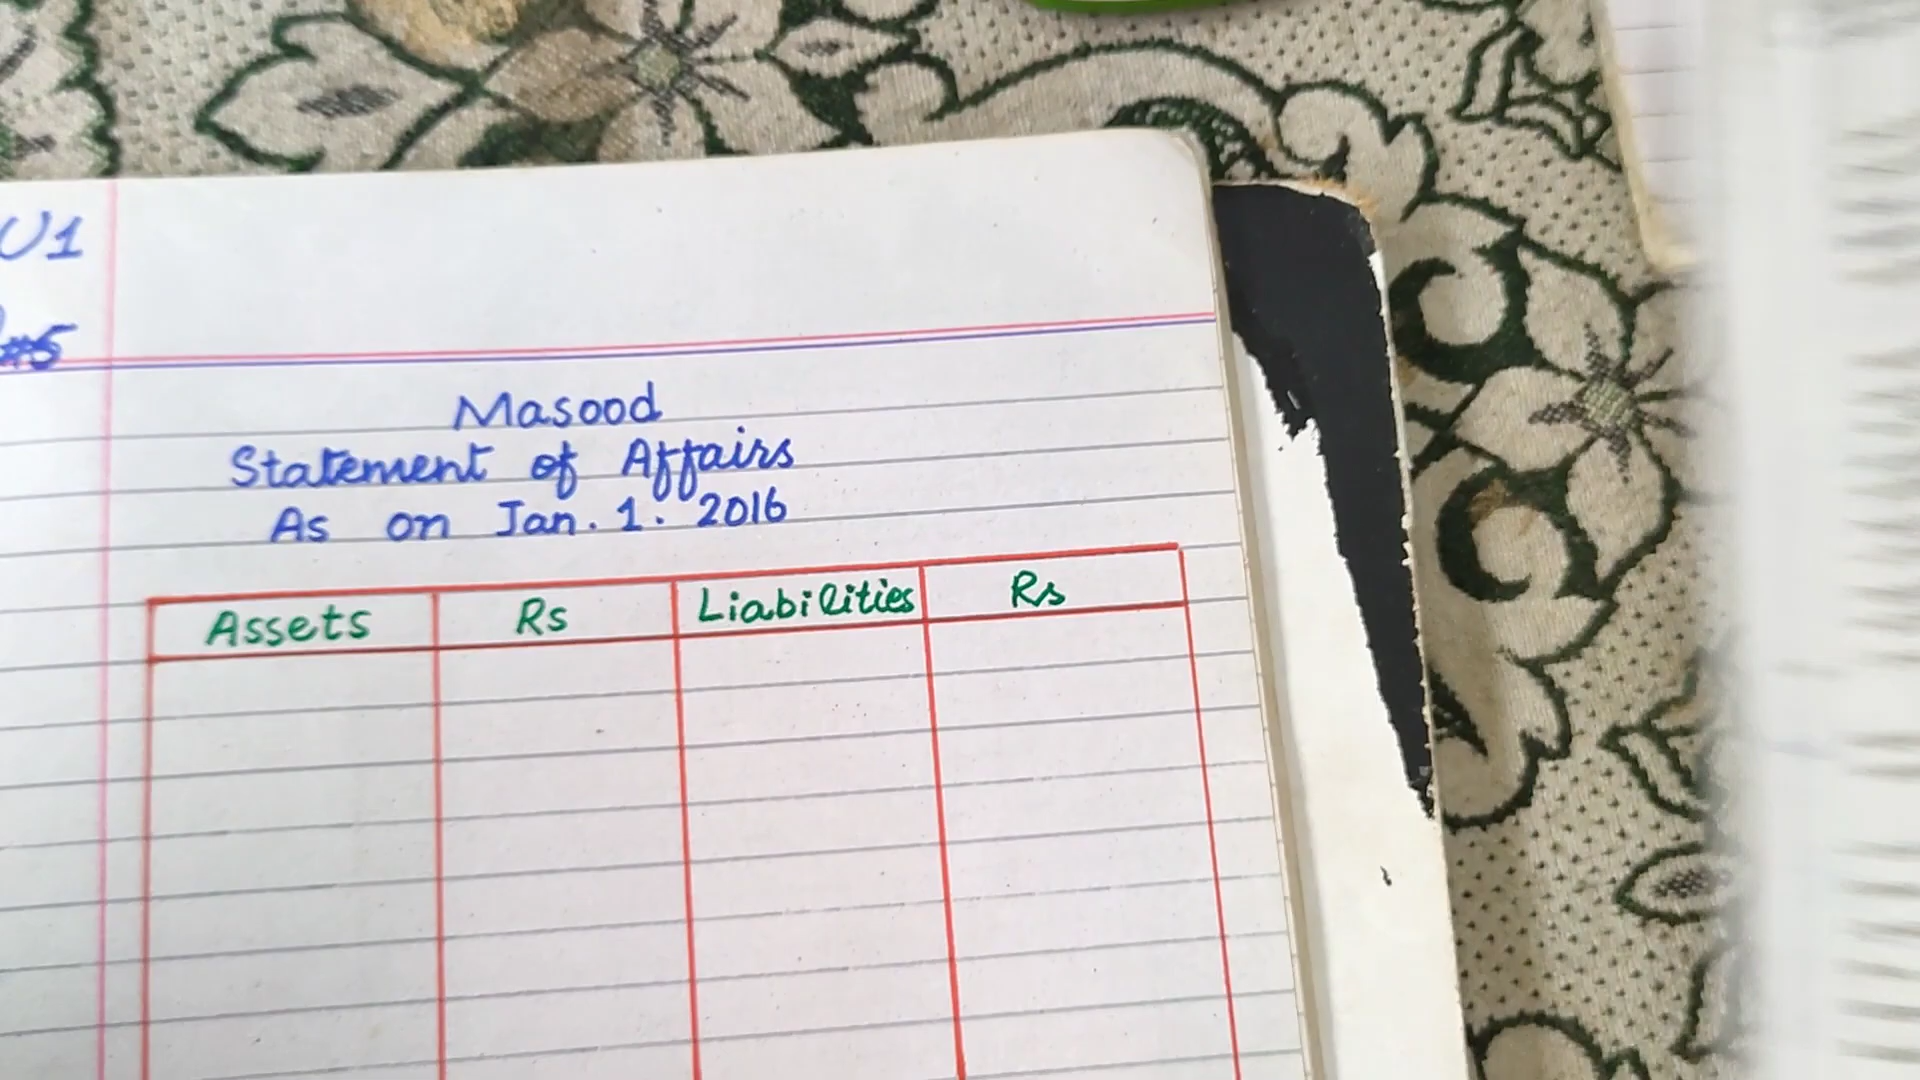 U1
#5
Masood
Statement of Affairs
As on Jan. 1. 2016
Assets Rs Liabilities Rs